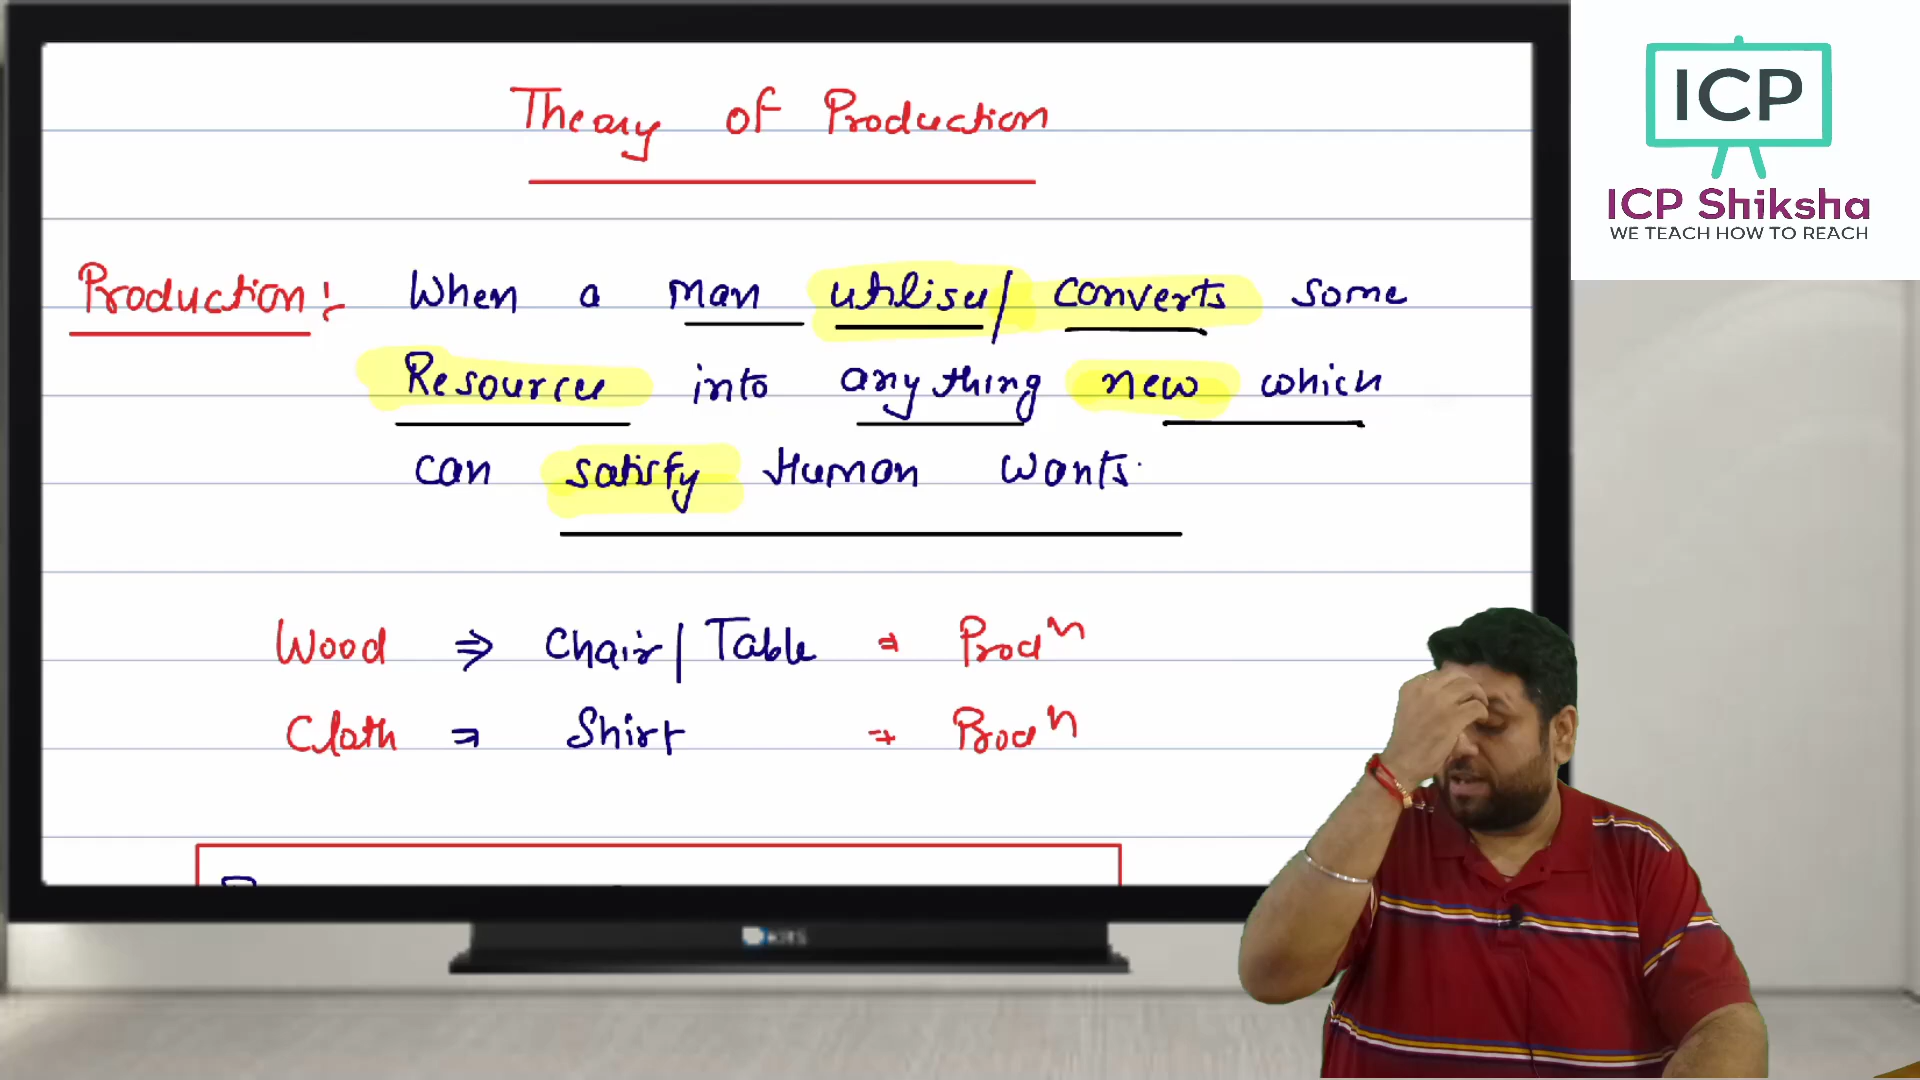 Theory of Production
Production:- When a man utilises/ converts some
Resources into anything new which
can satisfy Human wants.
Wood ⇒ Chair/ Table ⇒ Prodⁿ
Cloth ⇒ Shirt → Prodⁿ
ICP
ICP Shiksha
WE TEACH HOW TO REACH